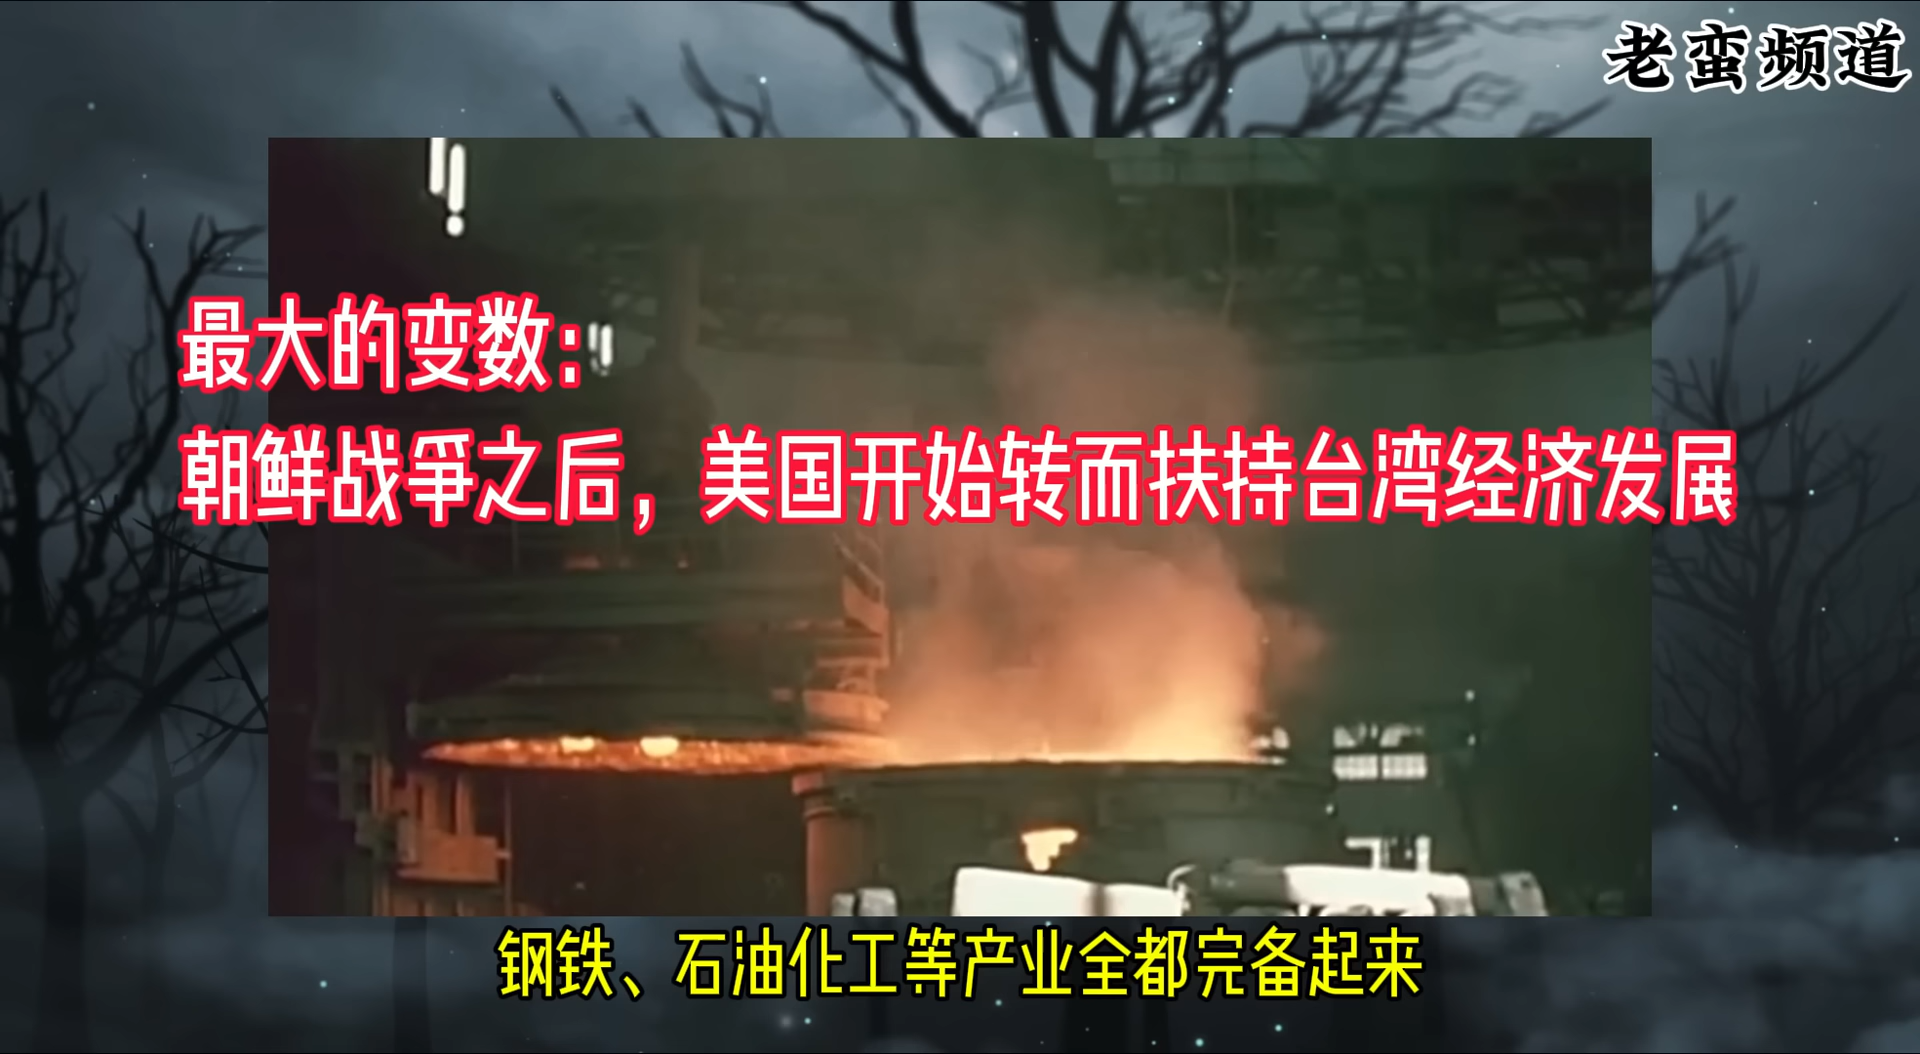 老蛮频道
最大的变数：
朝鲜战争之后，美国开始转而扶持台湾经济发展
钢铁、石油化工等产业全都完备起来